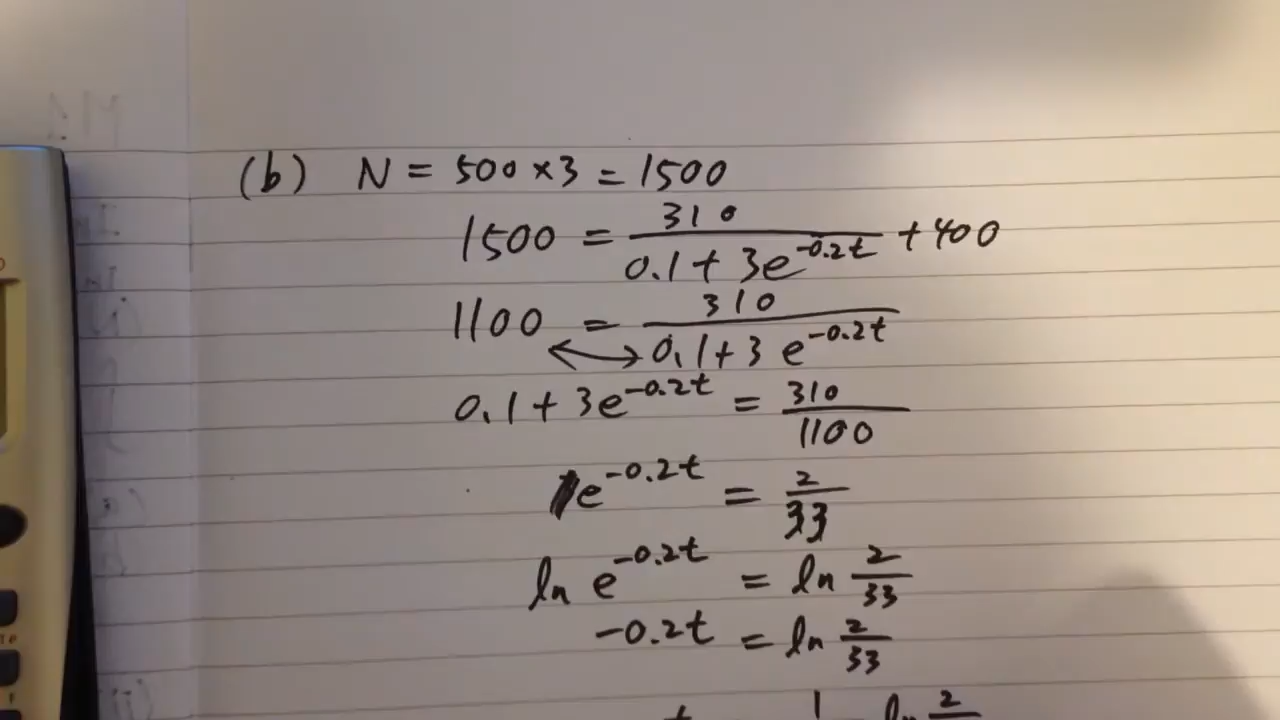 (b) N = 500 × 3 = 1500
1500 = 310 / (0.1 + 3e^(-0.2t)) + 400
1100 = 310 / (0.1 + 3e^(-0.2t))
0.1 + 3e^(-0.2t) = 310 / 1100
e^(-0.2t) = 2/33
ln e^(-0.2t) = ln 2/33
-0.2t = ln 2/33